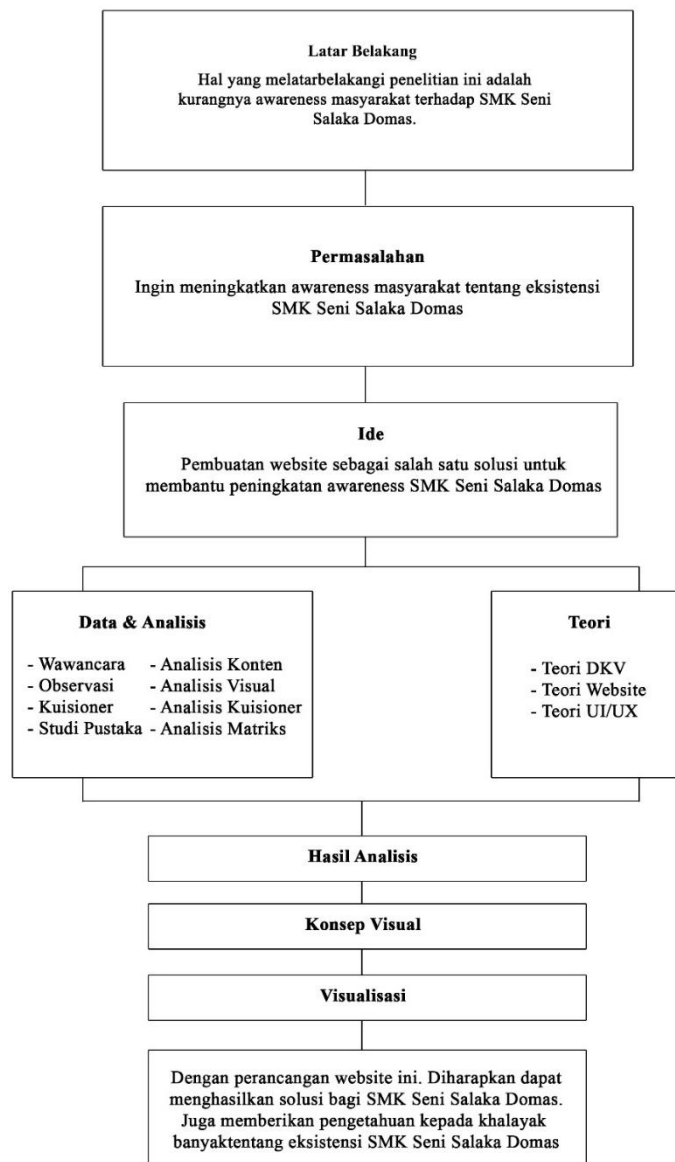 Latar Belakang
Hal yang melatarbelakangi penelitian ini adalah
kurangnya awareness masyarakat terhadap SMK Seni
Salaka Domas.
Permasalahan
Ingin meningkatkan awareness masyarakat tentang eksistensi
SMK Seni Salaka Domas
Ide
Pembuatan website sebagai salah satu solusi untuk
membantu peningkatan awareness SMK Seni Salaka Domas
Data & Analisis
- Wawancara
- Observasi
- Kuisioner
- Studi Pustaka
- Analisis Konten
- Analisis Visual
- Analisis Kuisioner
- Analisis Matriks
Teori
- Teori DKV
- Teori Website
- Teori UI/UX
Hasil Analisis
Konsep Visual
Visualisasi
Dengan perancangan website ini. Diharapkan dapat
menghasilkan solusi bagi SMK Seni Salaka Domas.
Juga memberikan pengetahuan kepada khalayak
banyaktentang eksistensi SMK Seni Salaka Domas